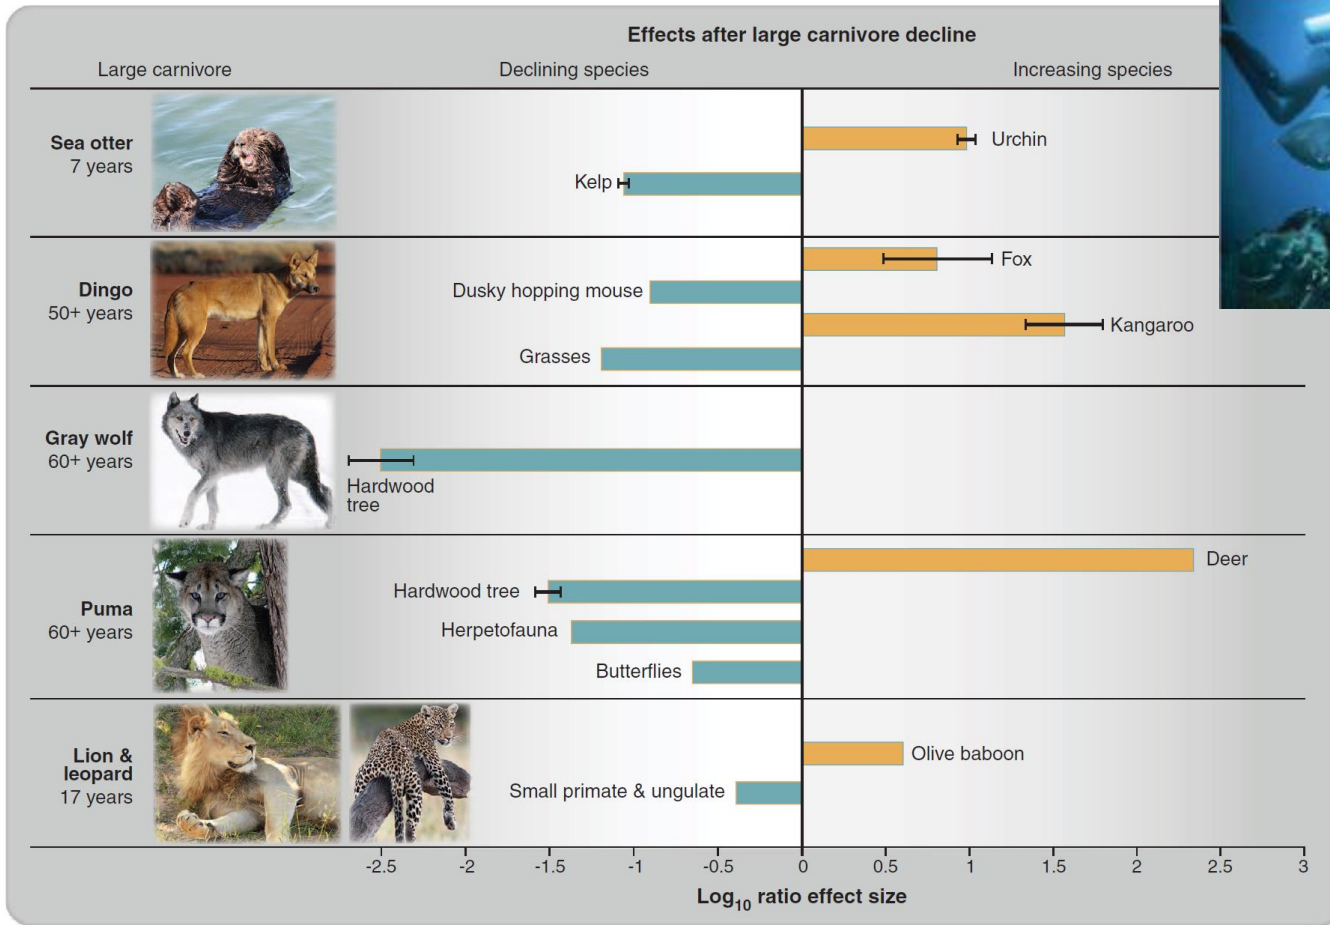 Effects after large carnivore decline
Large carnivore
Declining species
Increasing species
Sea otter
7 years
Urchin
Kelp
Dingo
50+ years
Fox
Dusky hopping mouse
Kangaroo
Grasses
Gray wolf
60+ years
Hardwood
tree
Puma
60+ years
Deer
Hardwood tree
Herpetofauna
Butterflies
Lion &
leopard
17 years
Olive baboon
Small primate & ungulate
-2.5 -2 -1.5 -1 -0.5 0 0.5 1 1.5 2 2.5 3
Log10 ratio effect size